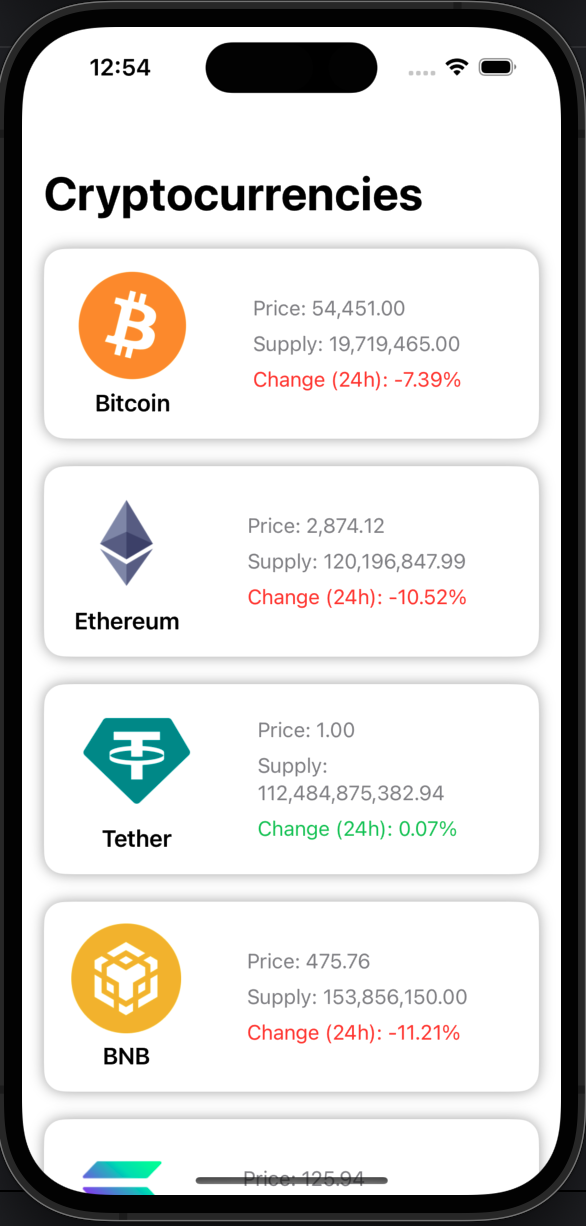 12:54
Cryptocurrencies
Price: 54,451.00
Supply: 19,719,465.00
Change (24h): -7.39%
Bitcoin
Price: 2,874.12
Supply: 120,196,847.99
Change (24h): -10.52%
Ethereum
Price: 1.00
Supply:
112,484,875,382.94
Change (24h): 0.07%
Tether
Price: 475.76
Supply: 153,856,150.00
Change (24h): -11.21%
BNB
Price: 125.94